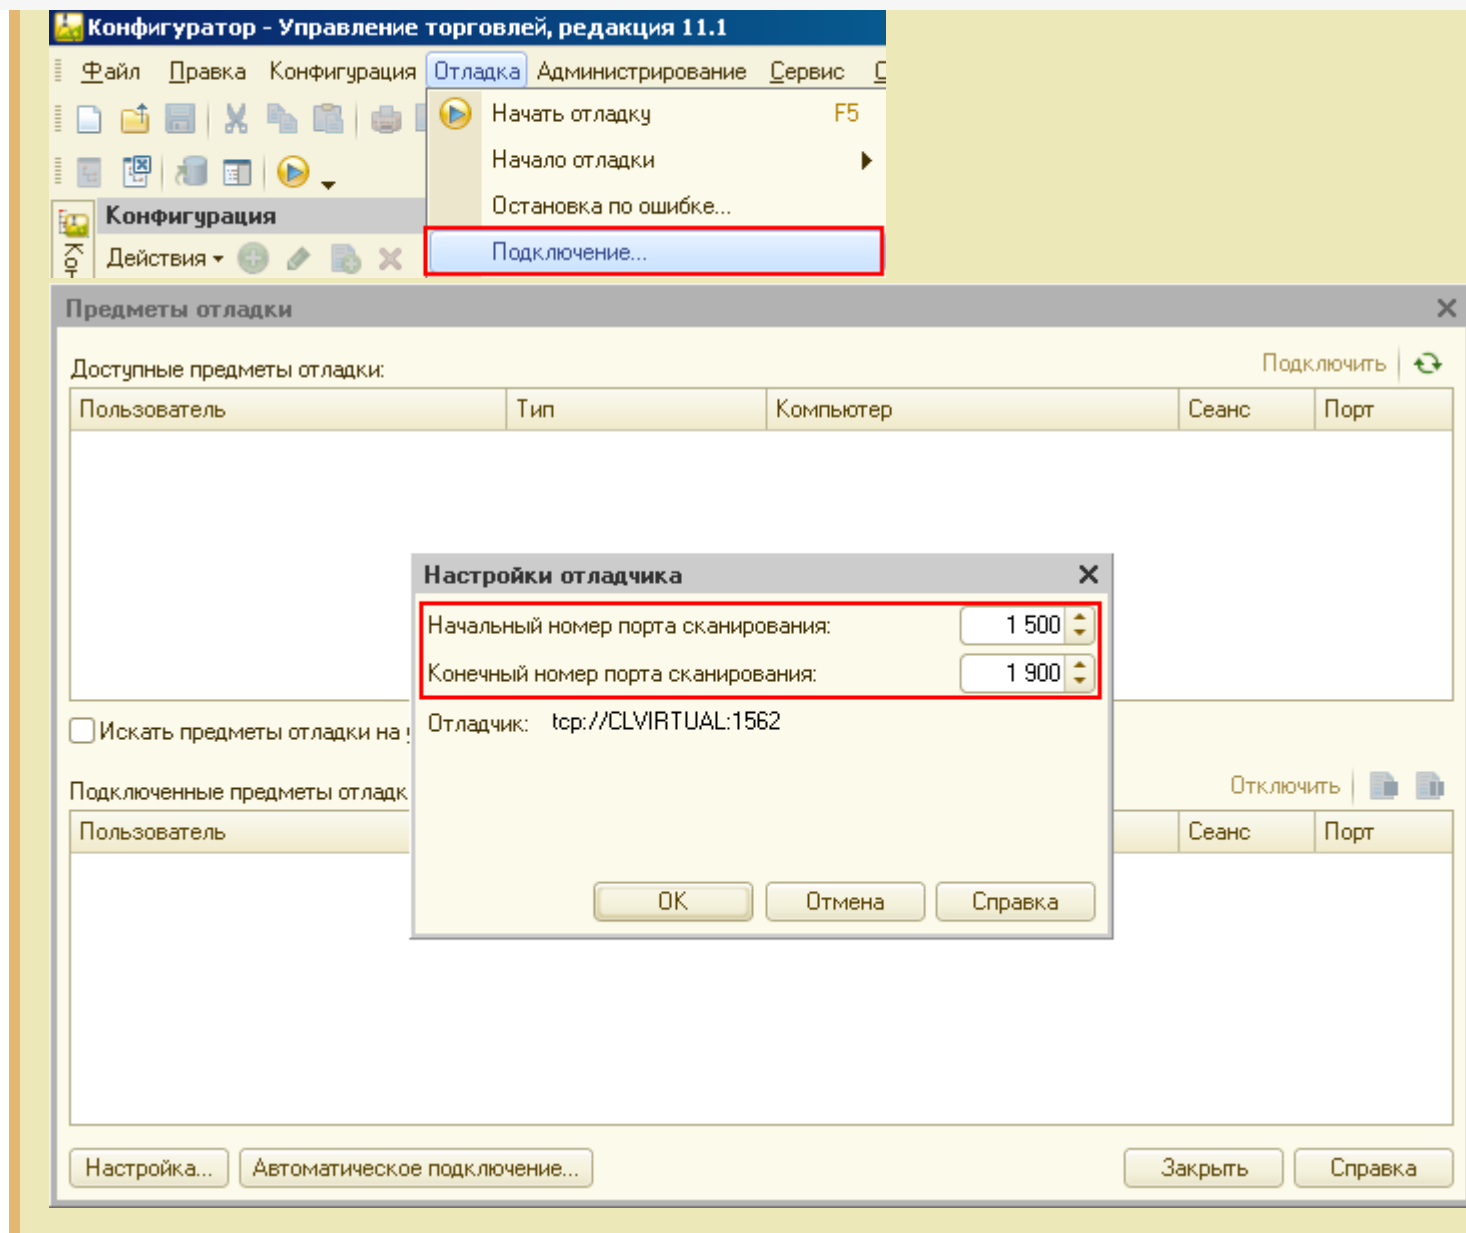 Конфигуратор - Управление торговлей, редакция 11.1
Файл Правка Конфигурация Отладка Администрирование Сервис
Начать отладку F5
Начало отладки
Остановка по ошибке...
Подключение...
Конфигурация
Действия
Предметы отладки
Доступные предметы отладки:
Подключить
Пользователь Тип Компьютер Сеанс Порт
Настройки отладчика
Начальный номер порта сканирования: 1 500
Конечный номер порта сканирования: 1 900
Отладчик: tcp://CLVIRTUAL:1562
OK Отмена Справка
Искать предметы отладки на
Подключенные предметы отладк
Отключить
Пользователь Сеанс Порт
Настройка... Автоматическое подключение... Закрыть Справка